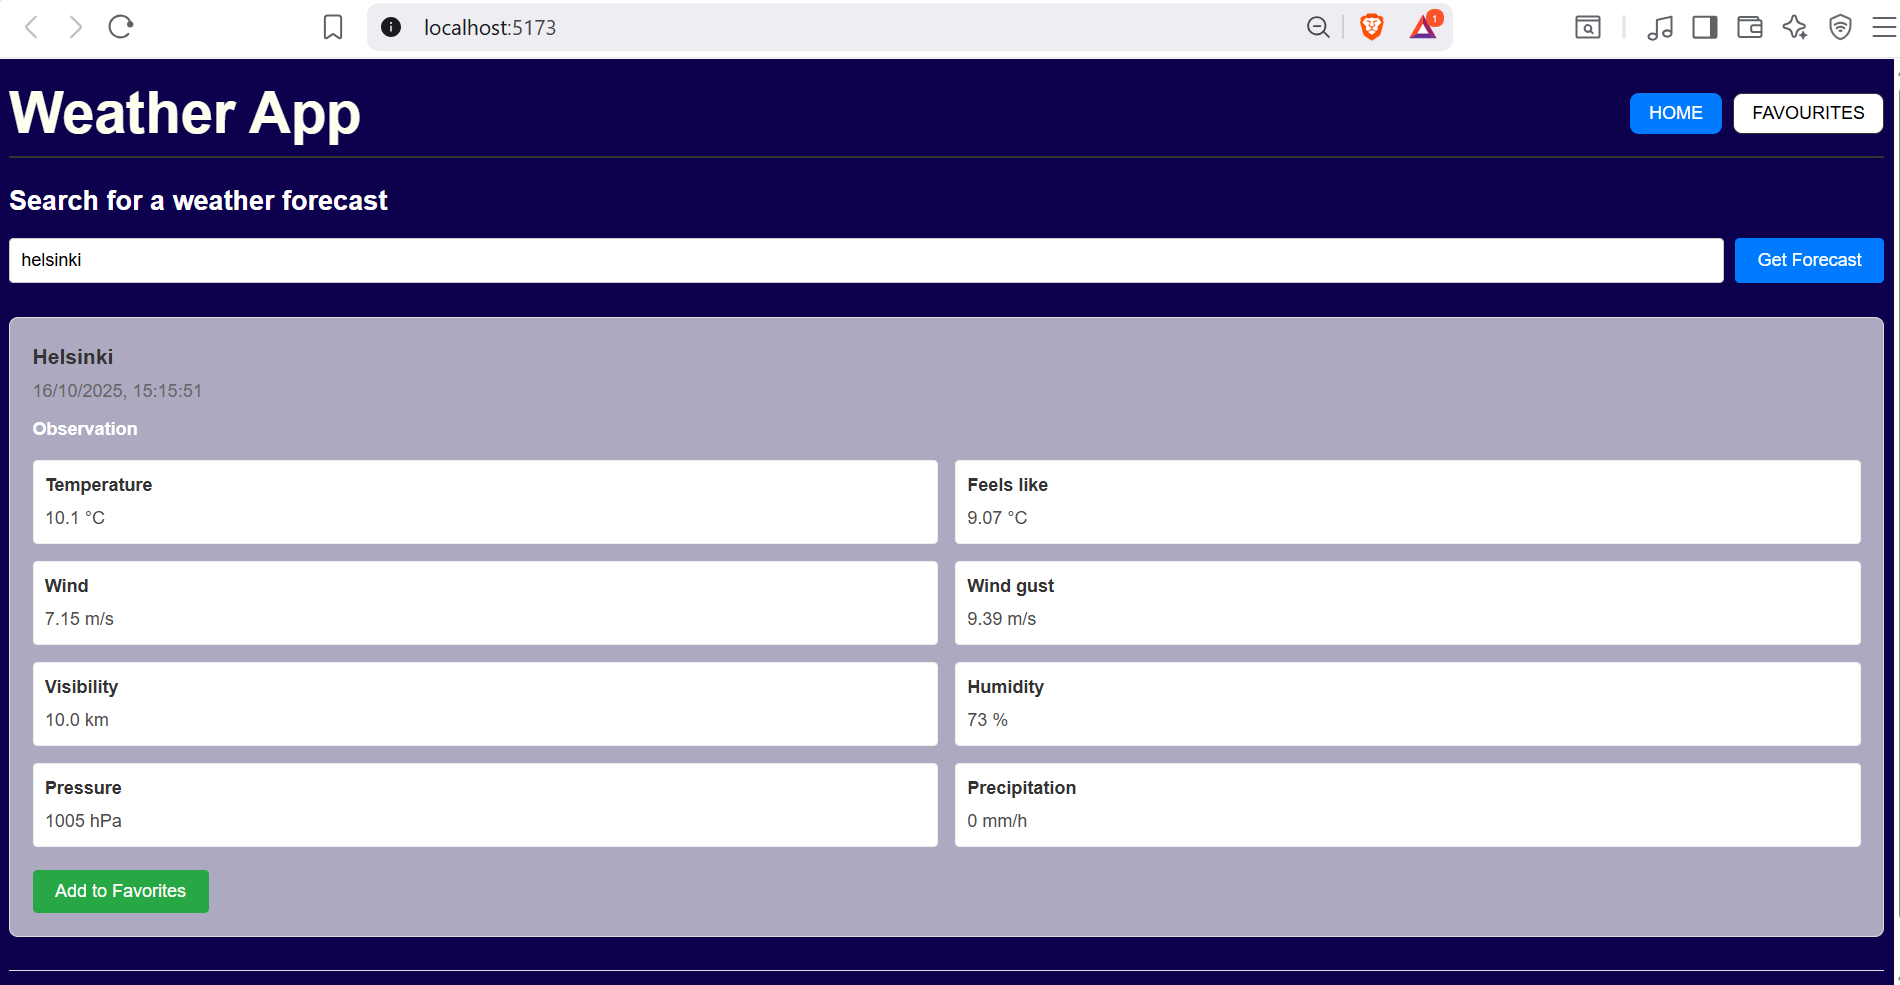 localhost:5173
1
Weather App
HOME
FAVOURITES
Search for a weather forecast
helsinki
Get Forecast
Helsinki
16/10/2025, 15:15:51
Observation
Temperature
10.1 °C
Feels like
9.07 °C
Wind
7.15 m/s
Wind gust
9.39 m/s
Visibility
10.0 km
Humidity
73 %
Pressure
1005 hPa
Precipitation
0 mm/h
Add to Favorites